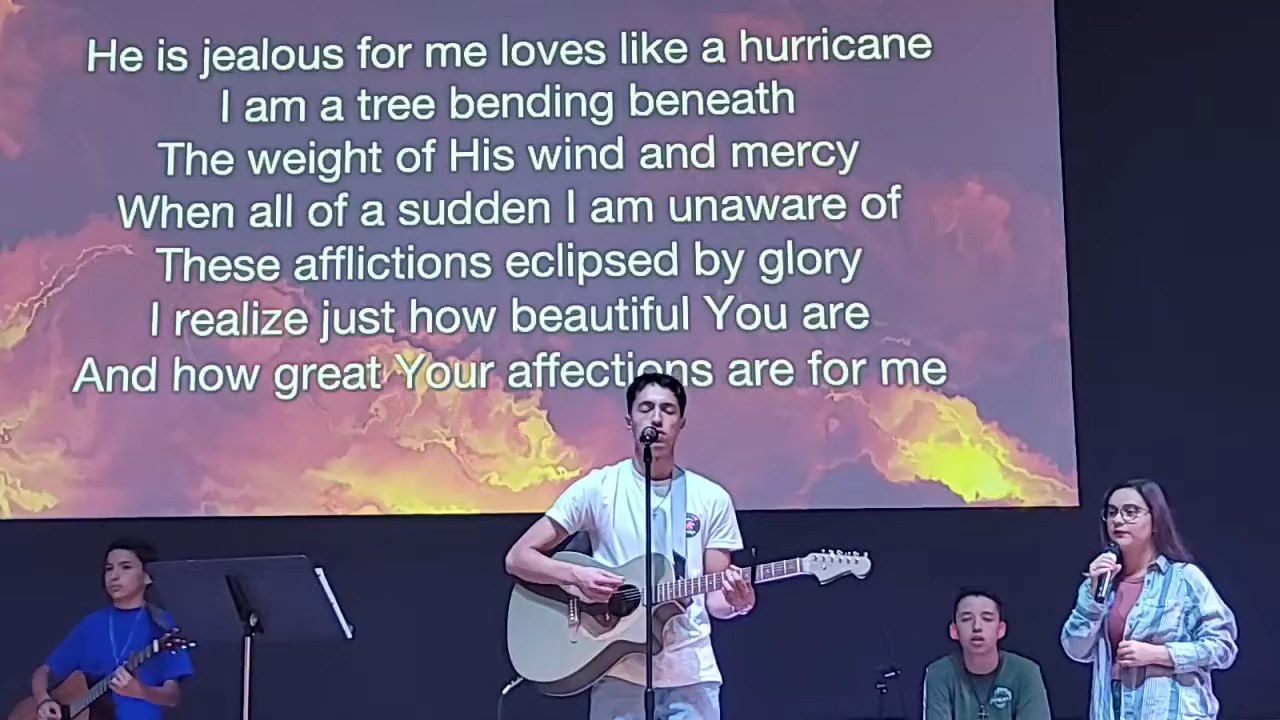 He is jealous for me loves like a hurricane
I am a tree bending beneath
The weight of His wind and mercy
When all of a sudden I am unaware of
These afflictions eclipsed by glory
I realize just how beautiful You are
And how great Your affections are for me